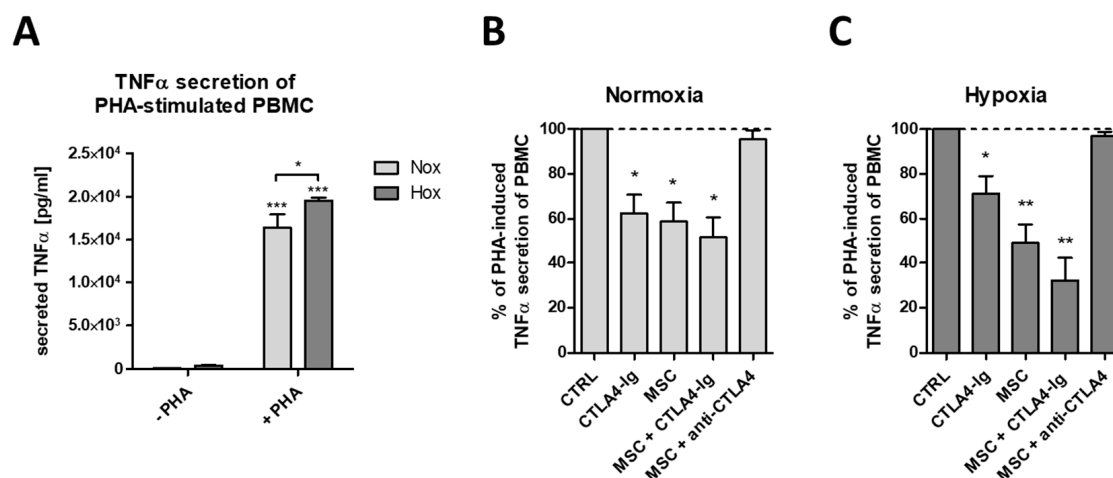 A
TNFα secretion of
PHA-stimulated PBMC
secreted TNFα [pg/ml]
2.5×10⁴
2.0×10⁴
1.5×10⁴
1.0×10⁴
5.0×10³
0
*
***
***
- PHA
+ PHA
Nox
Hox
B
Normoxia
% of PHA-induced
TNFα secretion of PBMC
100
80
60
40
20
0
*
*
*
CTRL
CTLA4-Ig
MSC
MSC + CTLA4-Ig
MSC + anti-CTLA4
C
Hypoxia
% of PHA-induced
TNFα secretion of PBMC
100
80
60
40
20
0
*
**
**
CTRL
CTLA4-Ig
MSC
MSC + CTLA4-Ig
MSC + anti-CTLA4